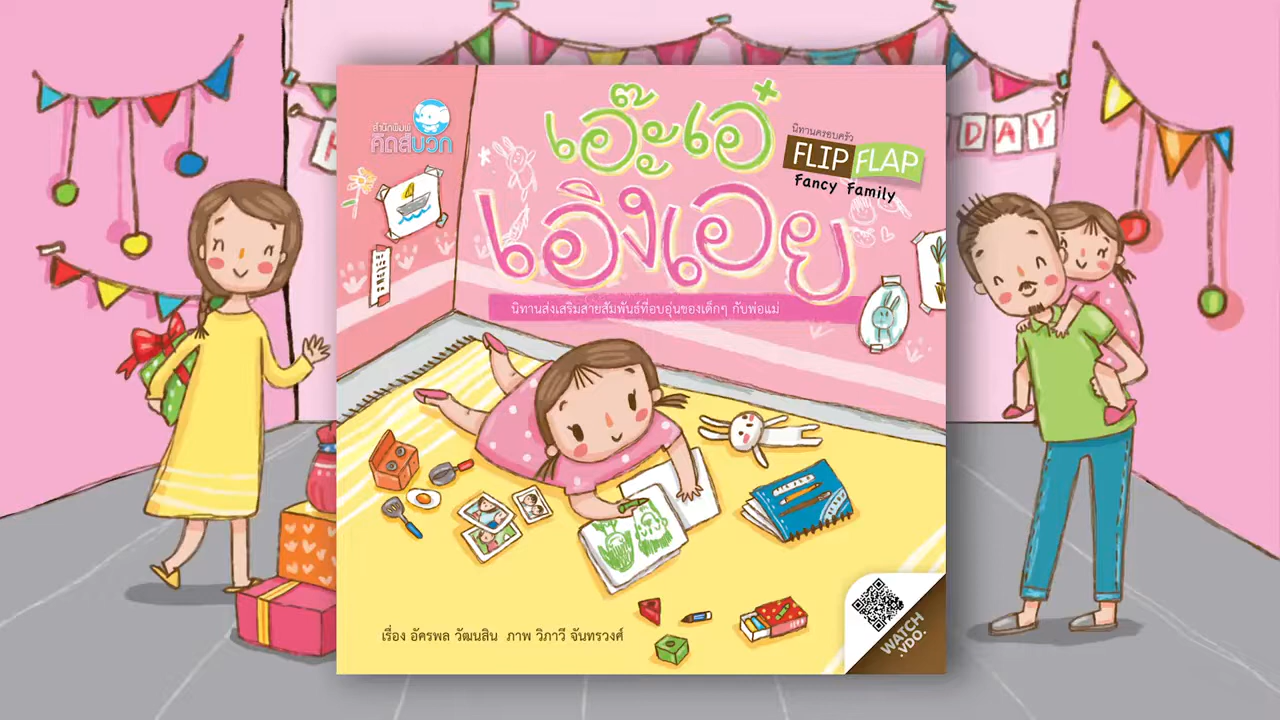 สำนักพิมพ์
คิดส์บวก
เอ๊ะเอ๋
เอิงเอย
นิทานครอบครัว
FLIP FLAP
Fancy Family
นิทานส่งเสริมสายสัมพันธ์ที่อบอุ่นของเด็กๆ กับพ่อแม่
DAY
เรื่อง อัครพล วัฒนสิน ภาพ วิภาวี จันทรวงศ์
WATCH
.VDO.